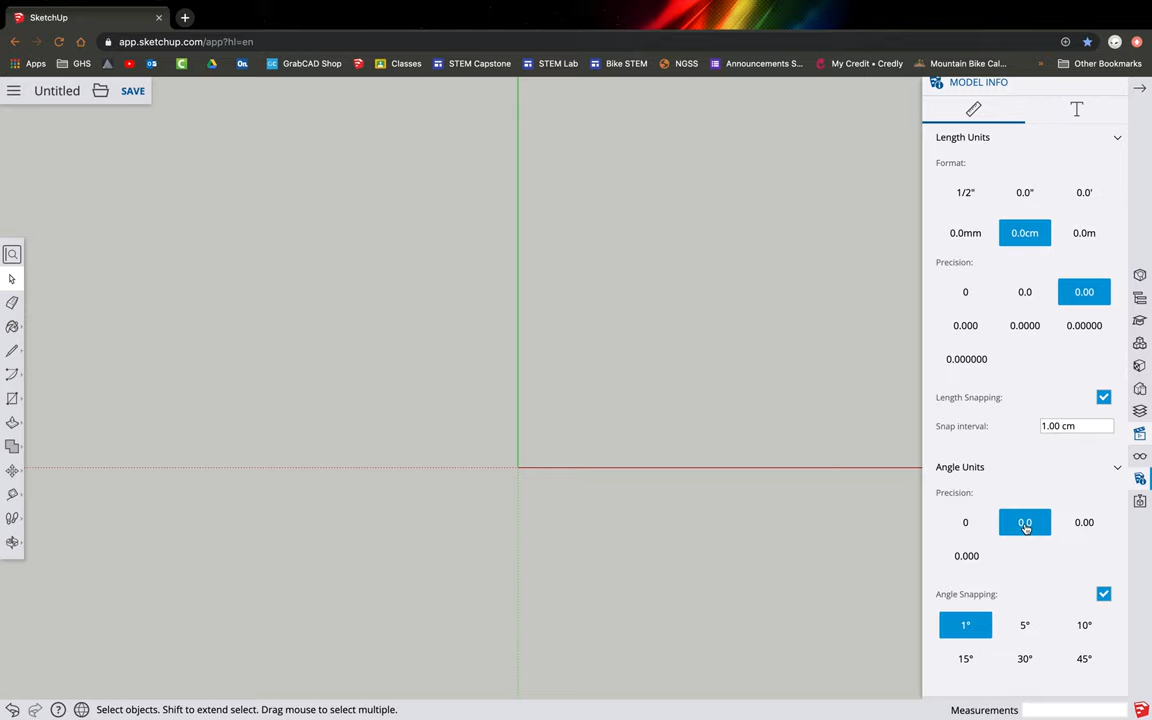 SketchUp
app.sketchup.com/app?hl=en
Apps GHS On CC GrabCAD Shop Classes STEM Capstone STEM Lab Bike STEM NGSS Announcements S... My Credit • Credly Mountain Bike Cal... » Other Bookmarks
Untitled SAVE
MODEL INFO
Length Units
Format:
1/2" 0.0" 0.0'
0.0mm 0.0cm 0.0m
Precision:
0 0.0 0.00
0.000 0.0000 0.00000
0.000000
Length Snapping:
Snap interval: 1.00 cm
Angle Units
Precision:
0 0.0 0.00
0.000
Angle Snapping:
1° 5° 10°
15° 30° 45°
Select objects. Shift to extend select. Drag mouse to select multiple. Measurements